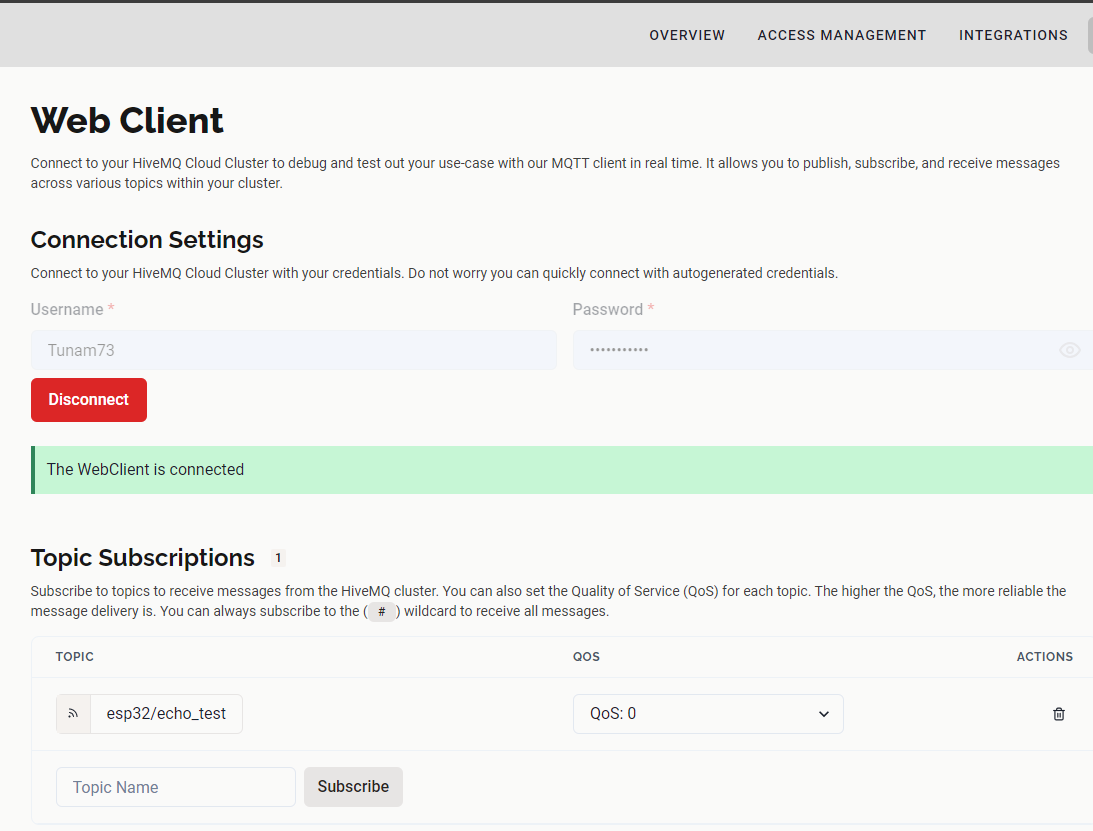 OVERVIEW ACCESS MANAGEMENT INTEGRATIONS
Web Client
Connect to your HiveMQ Cloud Cluster to debug and test out your use-case with our MQTT client in real time. It allows you to publish, subscribe, and receive messages
across various topics within your cluster.
Connection Settings
Connect to your HiveMQ Cloud Cluster with your credentials. Do not worry you can quickly connect with autogenerated credentials.
Username * Password *
Tunam73 •••••••••••
Disconnect
The WebClient is connected
Topic Subscriptions 1
Subscribe to topics to receive messages from the HiveMQ cluster. You can also set the Quality of Service (QoS) for each topic. The higher the QoS, the more reliable the
message delivery is. You can always subscribe to the ( # ) wildcard to receive all messages.
TOPIC QOS ACTIONS
esp32/echo_test QoS: 0
Topic Name Subscribe